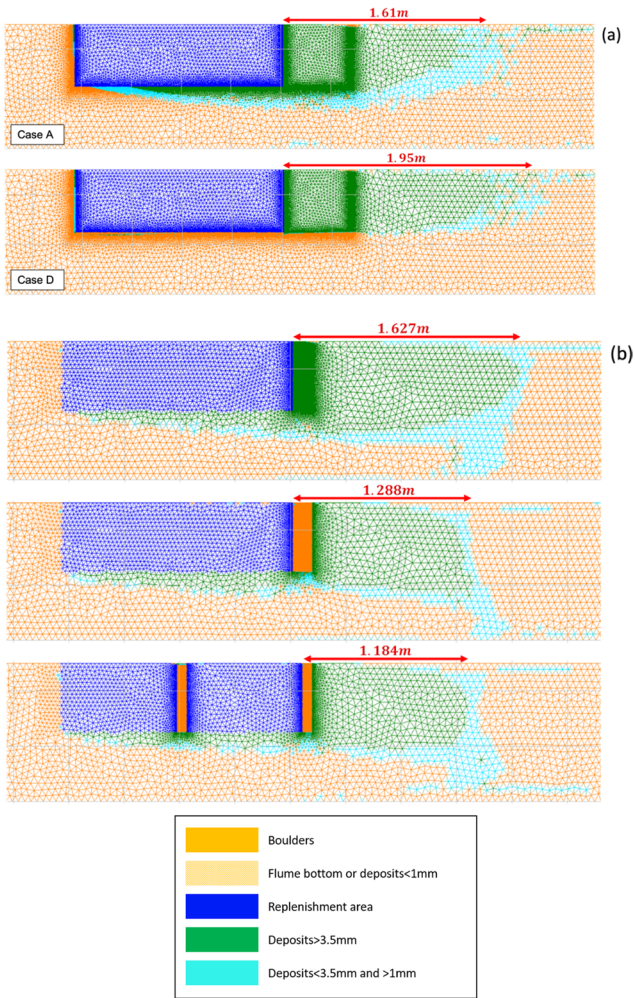 1.61m
(a)
Case A
1.95m
Case D
1.627m
(b)
1.288m
1.184m
Boulders
Flume bottom or deposits<1mm
Replenishment area
Deposits>3.5mm
Deposits<3.5mm and >1mm